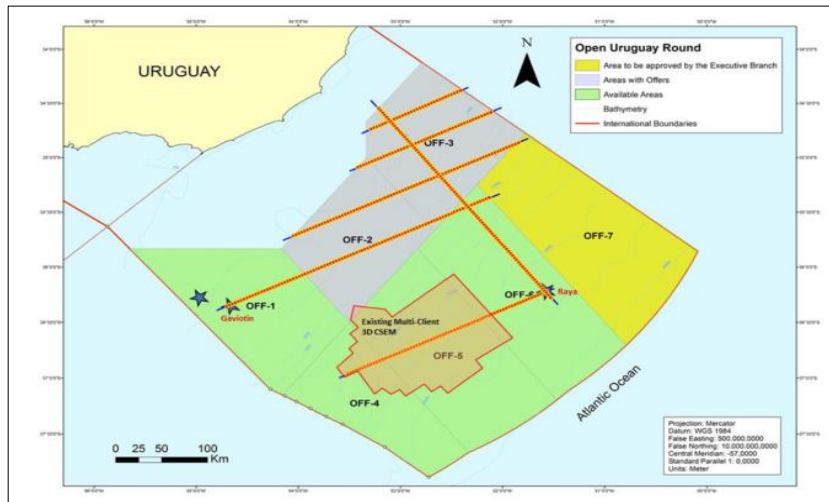 URUGUAY
N
Open Uruguay Round
Area to be approved by the Executive Branch
Areas with Offers
Available Areas
Bathymetry
International Boundaries
OFF-3
OFF-2
OFF-7
OFF-1
Gaviotin
OFF-6
Raya
Existing Multi-Client
3D CSEM
OFF-5
OFF-4
Atlantic Ocean
0 25 50 100
Km
Projection: Mercator
Datum: WGS 1984
False Easting: 500.000,0000
False Northing: 10.000.000,0000
Central Meridian: -57,0000
Standard Parallel 1: 0,0000
Units: Meter